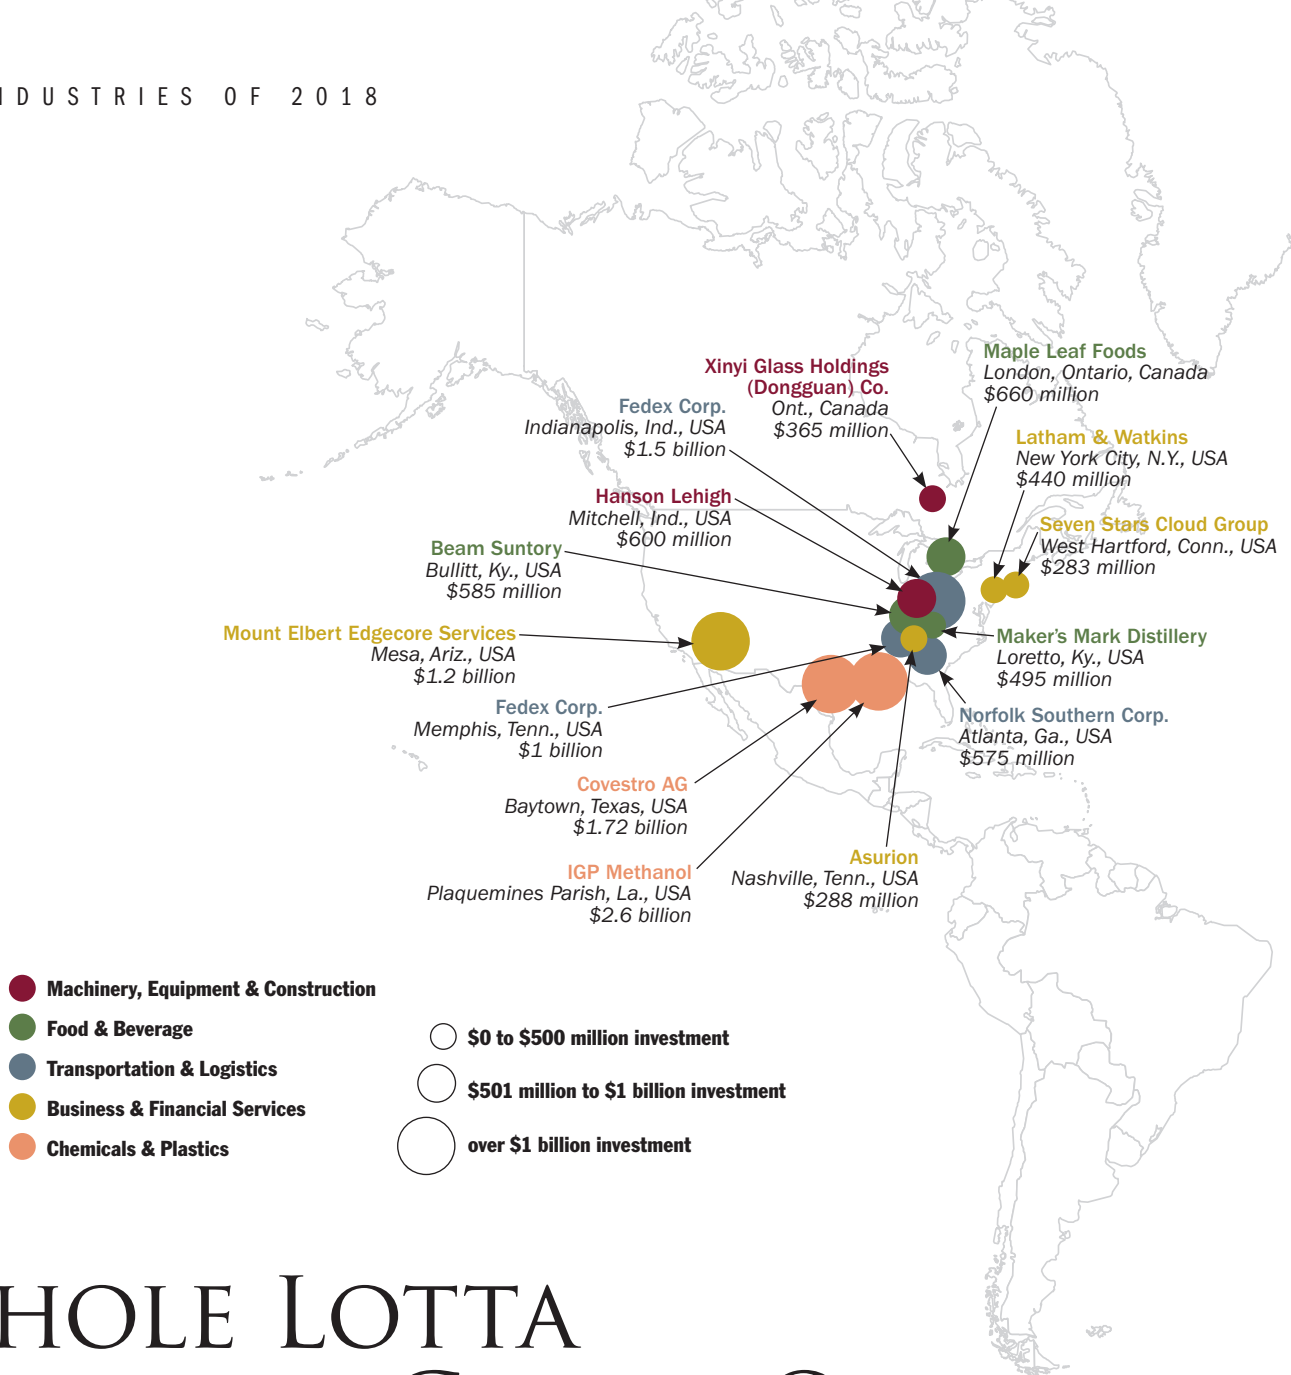 NDUSTRIES OF 2018
Maple Leaf Foods
London, Ontario, Canada
$660 million
Xinyi Glass Holdings
(Dongguan) Co.
Ont., Canada
$365 million
Fedex Corp.
Indianapolis, Ind., USA
$1.5 billion
Latham & Watkins
New York City, N.Y., USA
$440 million
Hanson Lehigh
Mitchell, Ind., USA
$600 million
Seven Stars Cloud Group
West Hartford, Conn., USA
$283 million
Beam Suntory
Bullitt, Ky., USA
$585 million
Mount Elbert Edgecore Services
Mesa, Ariz., USA
$1.2 billion
Maker's Mark Distillery
Loretto, Ky., USA
$495 million
Fedex Corp.
Memphis, Tenn., USA
$1 billion
Norfolk Southern Corp.
Atlanta, Ga., USA
$575 million
Covestro AG
Baytown, Texas, USA
$1.72 billion
IGP Methanol
Plaquemines Parish, La., USA
$2.6 billion
Asurion
Nashville, Tenn., USA
$288 million
Machinery, Equipment & Construction
Food & Beverage
Transportation & Logistics
Business & Financial Services
Chemicals & Plastics
$0 to $500 million investment
$501 million to $1 billion investment
over $1 billion investment
HOLE LOTTA